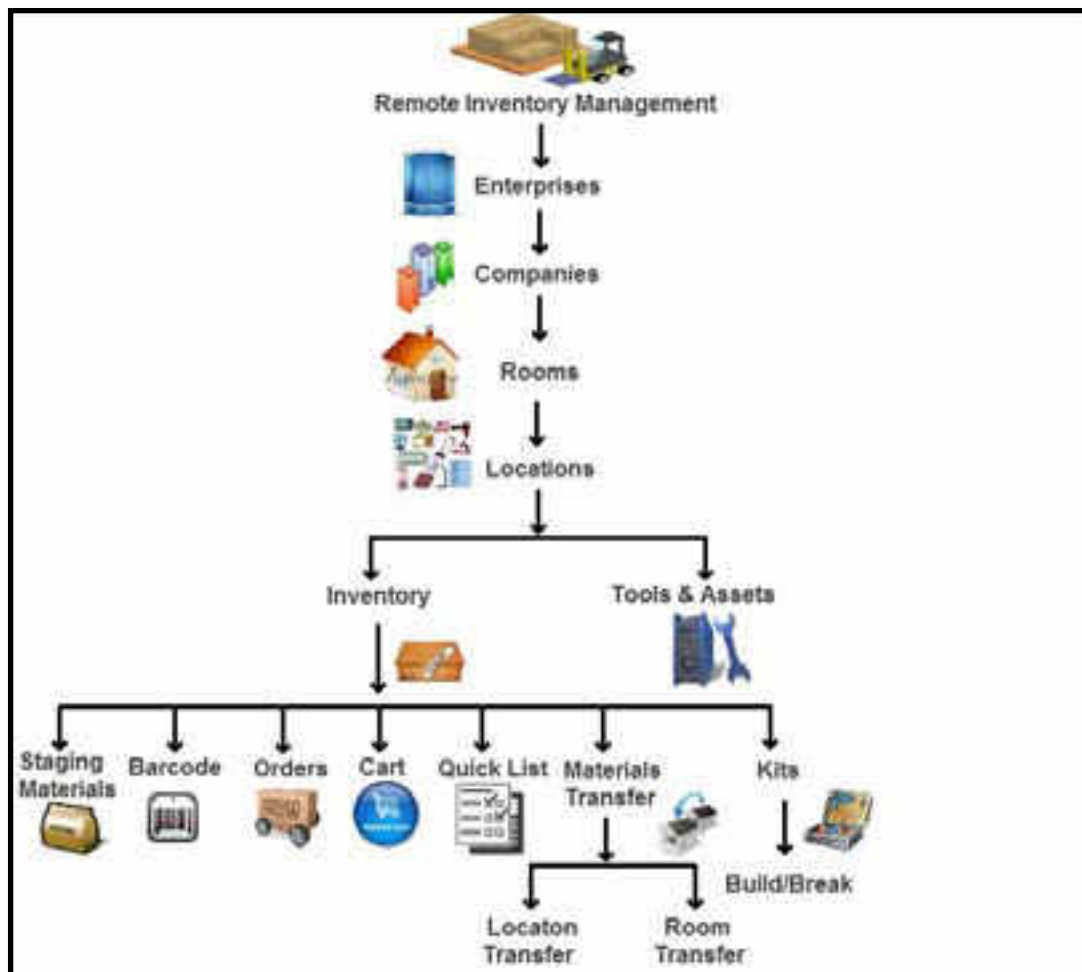 Remote Inventory Management
Enterprises
Companies
Rooms
Locations
Inventory
Tools & Assets
Staging
Materials
Barcode
Orders
Cart
Quick List
Materials
Transfer
Kits
Build/Break
Locaton
Transfer
Room
Transfer